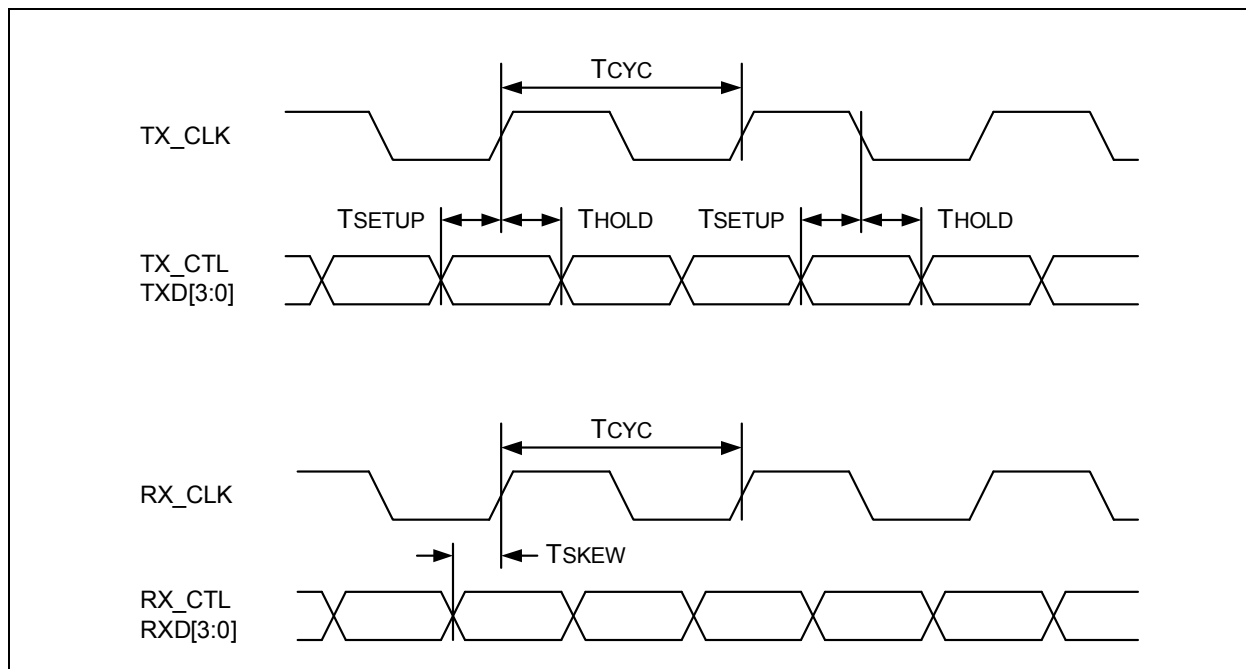 TCYC
TX_CLK
TSETUP
THOLD
TSETUP
THOLD
TX_CTL
TXD[3:0]
TCYC
RX_CLK
TSKEW
RX_CTL
RXD[3:0]